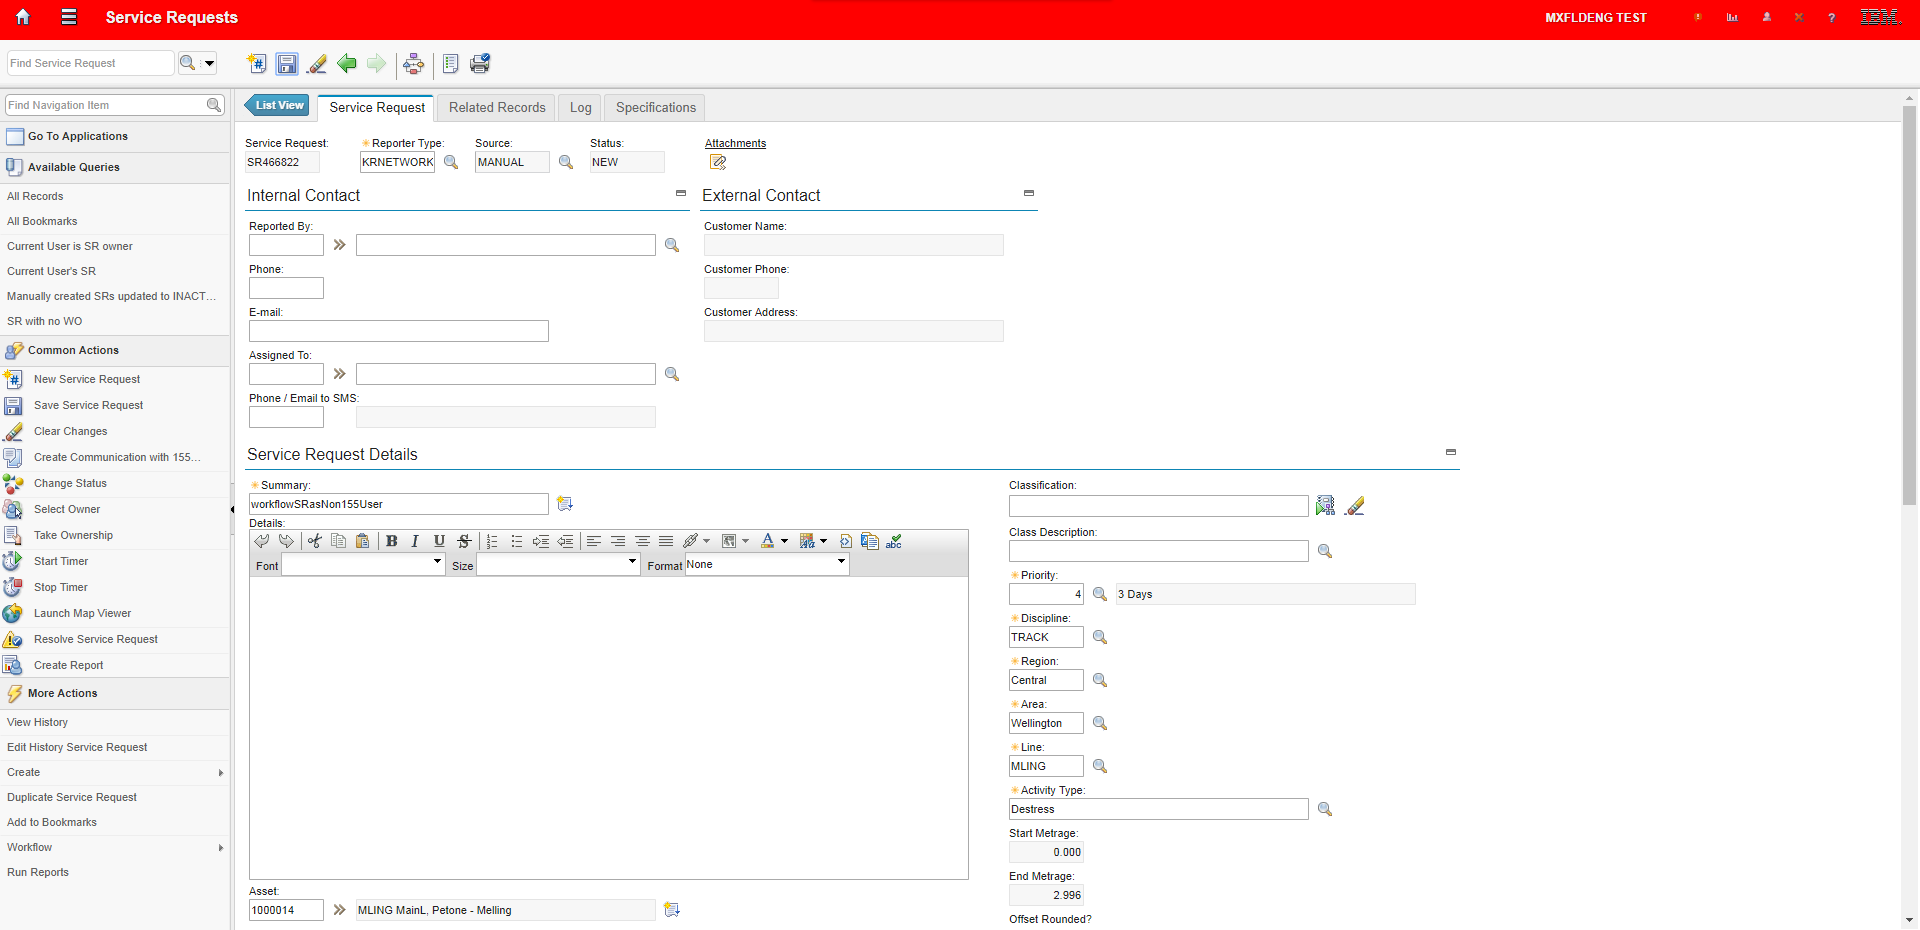 Service Requests
MXFLDENG TEST
?
IBM
Find Service Request
Find Navigation Item
Go To Applications
Available Queries
All Records
All Bookmarks
Current User is SR owner
Current User's SR
Manually created SRs updated to INACT...
SR with no WO
Common Actions
New Service Request
Save Service Request
Clear Changes
Create Communication with 155...
Change Status
Select Owner
Take Ownership
Start Timer
Stop Timer
Launch Map Viewer
Resolve Service Request
Create Report
More Actions
View History
Edit History Service Request
Create
Duplicate Service Request
Add to Bookmarks
Workflow
Run Reports
List View
Service Request
Related Records
Log
Specifications
Service Request:
SR466822
Reporter Type:
KRNETWORK
Source:
MANUAL
Status:
NEW
Attachments
Internal Contact
Reported By:
Phone:
E-mail:
Assigned To:
Phone / Email to SMS:
External Contact
Customer Name:
Customer Phone:
Customer Address:
Service Request Details
Summary:
workflowSRasNon155User
Details:
B I U S
abc
Font
Size
Format
None
Asset:
1000014
MLING MainL, Petone - Melling
Classification:
Class Description:
Priority:
4
3 Days
Discipline:
TRACK
Region:
Central
Area:
Wellington
Line:
MLING
Activity Type:
Destress
Start Metrage:
0.000
End Metrage:
2.996
Offset Rounded?